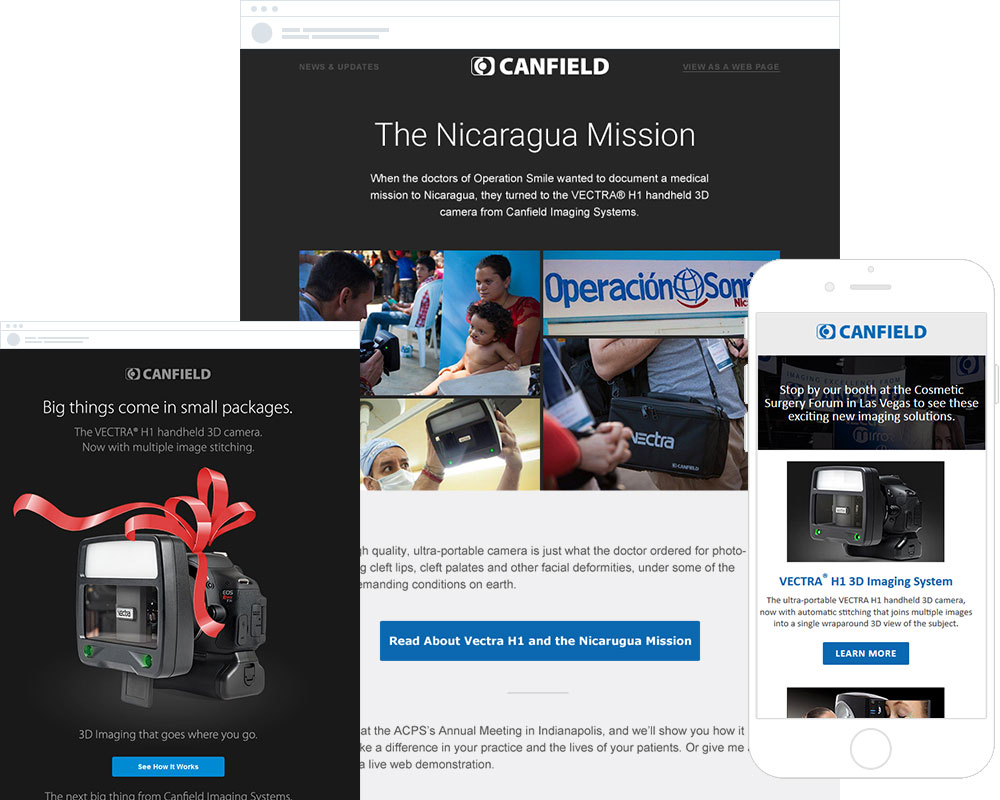 NEWS & UPDATES
CANFIELD
VIEW AS A WEB PAGE
The Nicaragua Mission
When the doctors of Operation Smile wanted to document a medical
mission to Nicaragua, they turned to the VECTRA® H1 handheld 3D
camera from Canfield Imaging Systems.
Operación Sonri
Nic
vectra
CANFIELD
gh quality, ultra-portable camera is just what the doctor ordered for photo-
g cleft lips, cleft palates and other facial deformities, under some of the
emanding conditions on earth.
Read About Vectra H1 and the Nicarugua Mission
at the ACPS's Annual Meeting in Indianapolis, and we'll show you how it
ke a difference in your practice and the lives of your patients. Or give me
a live web demonstration.
CANFIELD
Big things come in small packages.
The VECTRA® H1 handheld 3D camera.
Now with multiple image stitching.
EOS
vectra
3D Imaging that goes where you go.
See How It Works
The next big thing from Canfield Imaging Systems.
CANFIELD
IMAGING EXCELLENCE FROM
Stop by our booth at the Cosmetic
Surgery Forum in Las Vegas to see these
exciting new imaging solutions.
mirror
VECTRA® H1 3D Imaging System
The ultra-portable VECTRA H1 handheld 3D camera,
now with automatic stitching that joins multiple images
into a single wraparound 3D view of the subject.
LEARN MORE